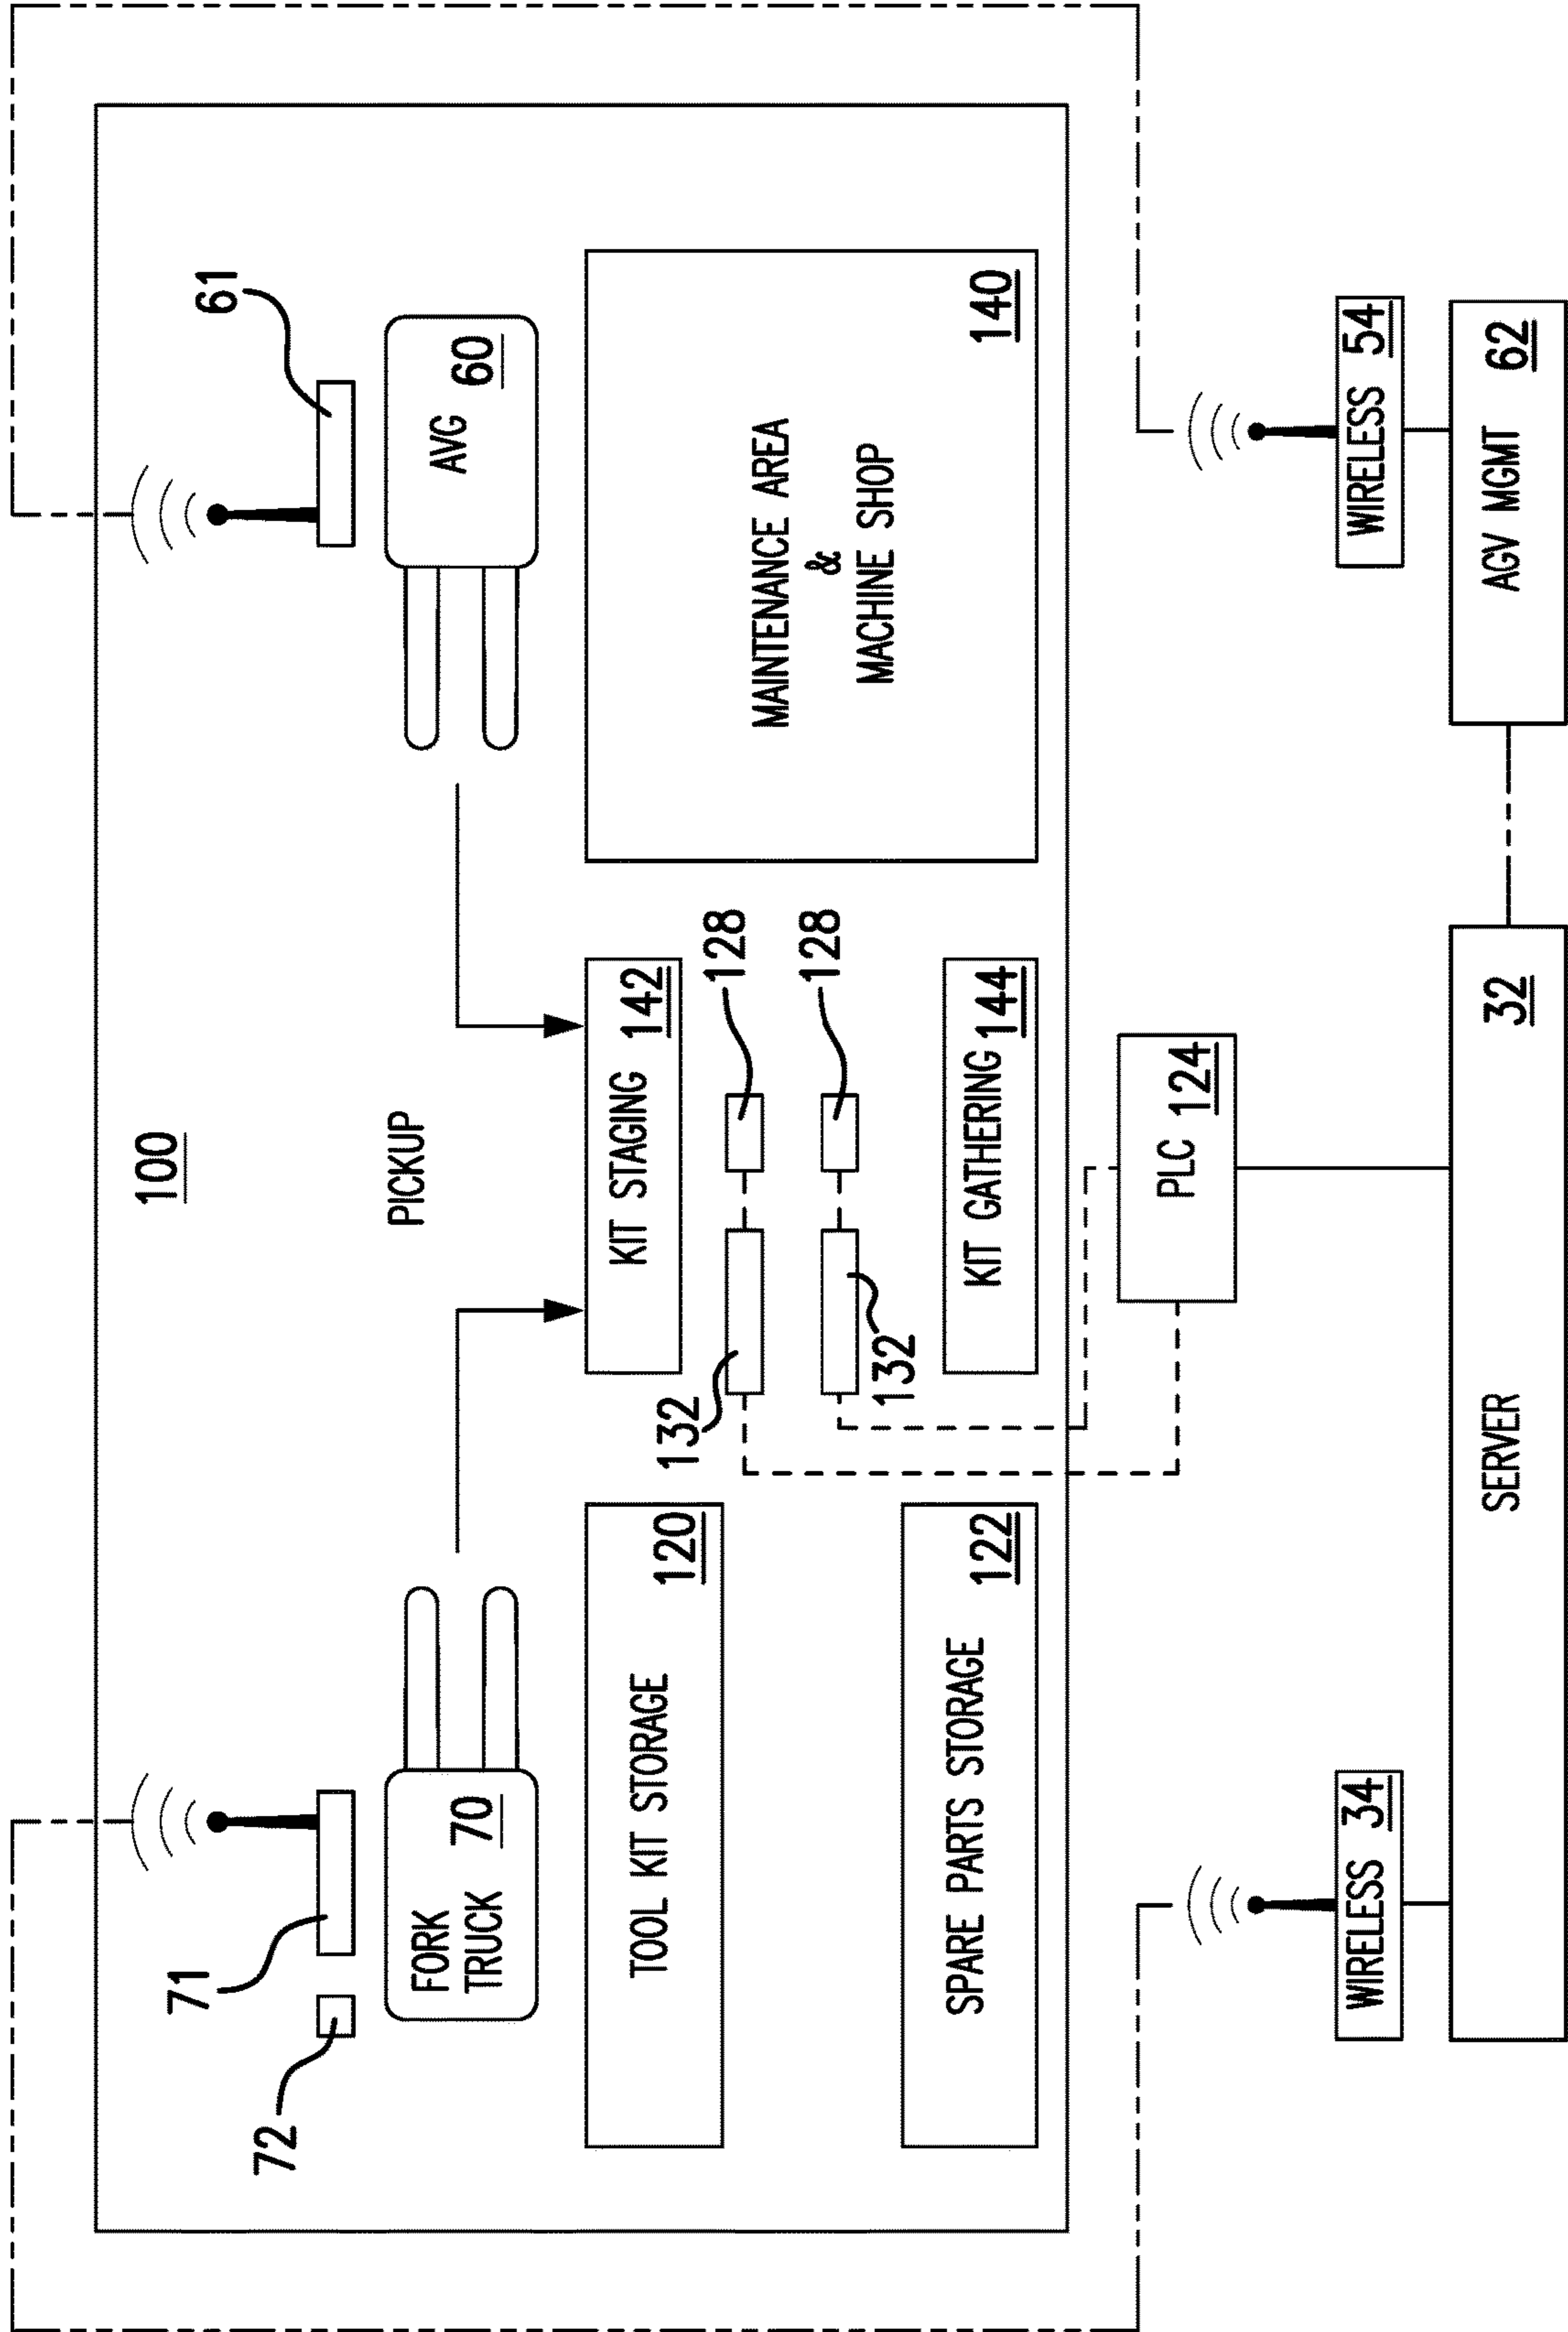 100
72
71
61
FORK
TRUCK
70
PICKUP
AVG
60
TOOL KIT STORAGE
120
KIT STAGING
142
132
128
MAINTENANCE AREA
&
MACHINE SHOP
140
132
128
SPARE PARTS STORAGE
122
KIT GATHERING
144
PLC
124
WIRELESS
34
WIRELESS
54
SERVER
32
AGV MGMT
62